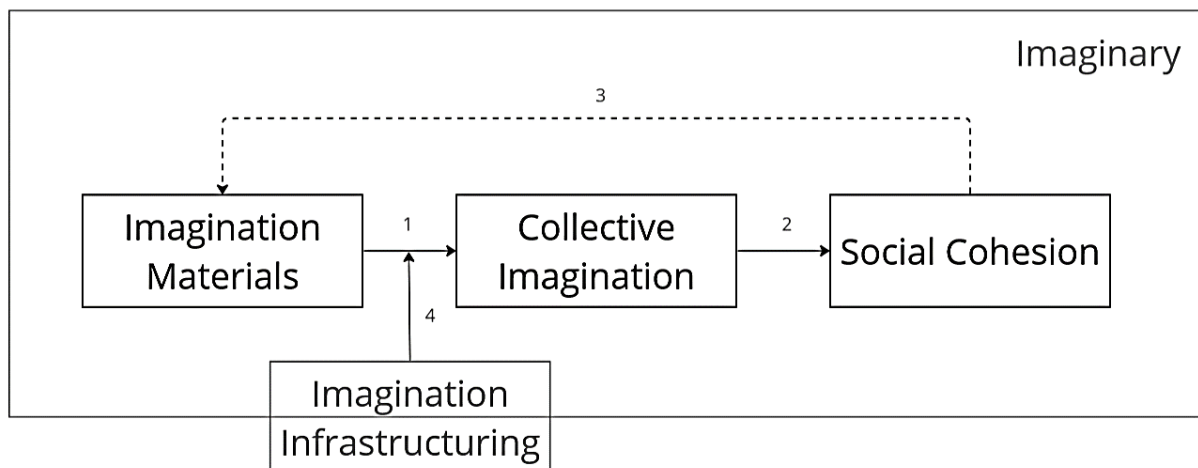 Imaginary
3
Imagination
Materials
1
Collective
Imagination
2
Social Cohesion
4
Imagination
Infrastructuring